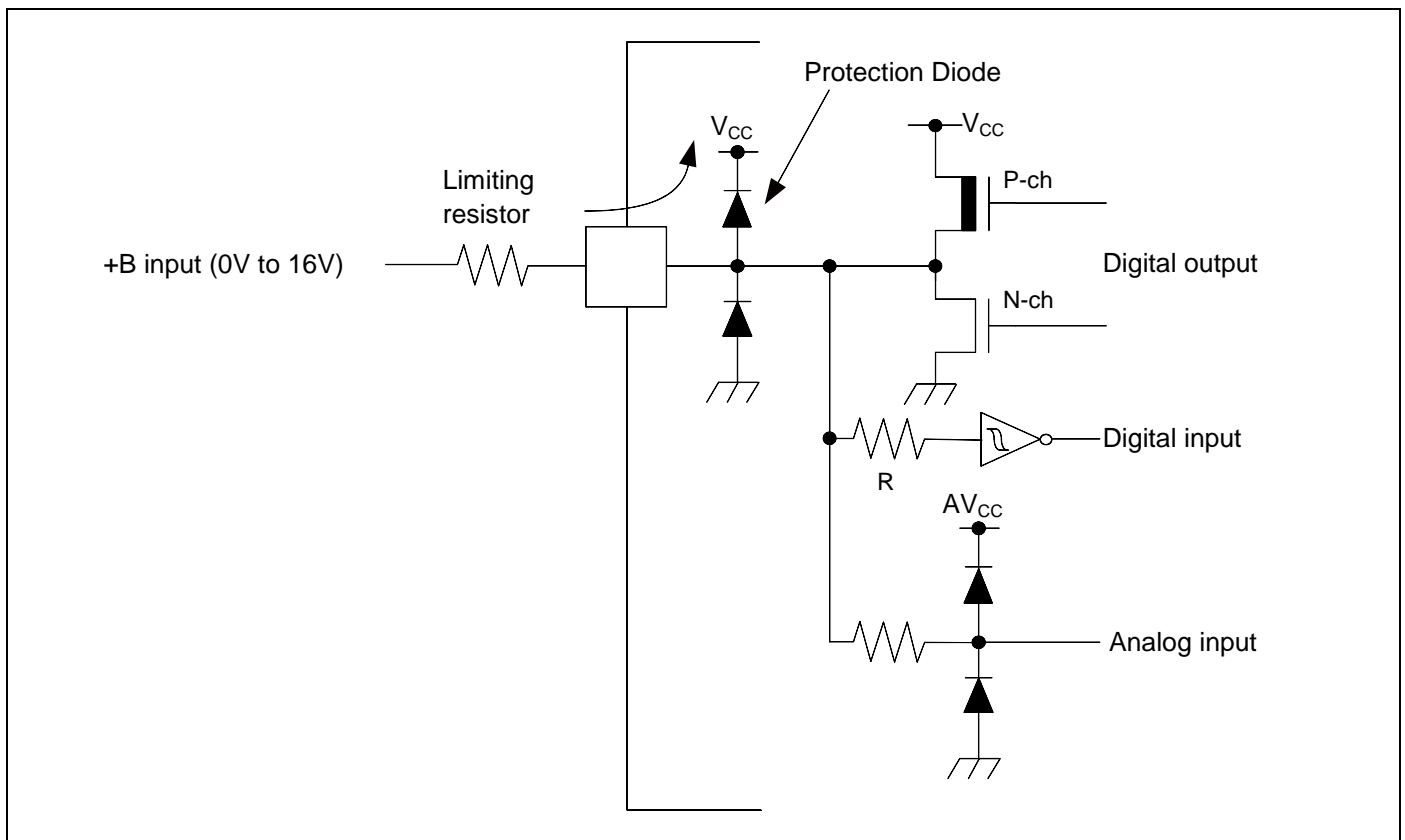 Protection Diode
VCC
VCC
P-ch
Limiting
resistor
+B input (0V to 16V)
Digital output
N-ch
Digital input
R
AVCC
Analog input